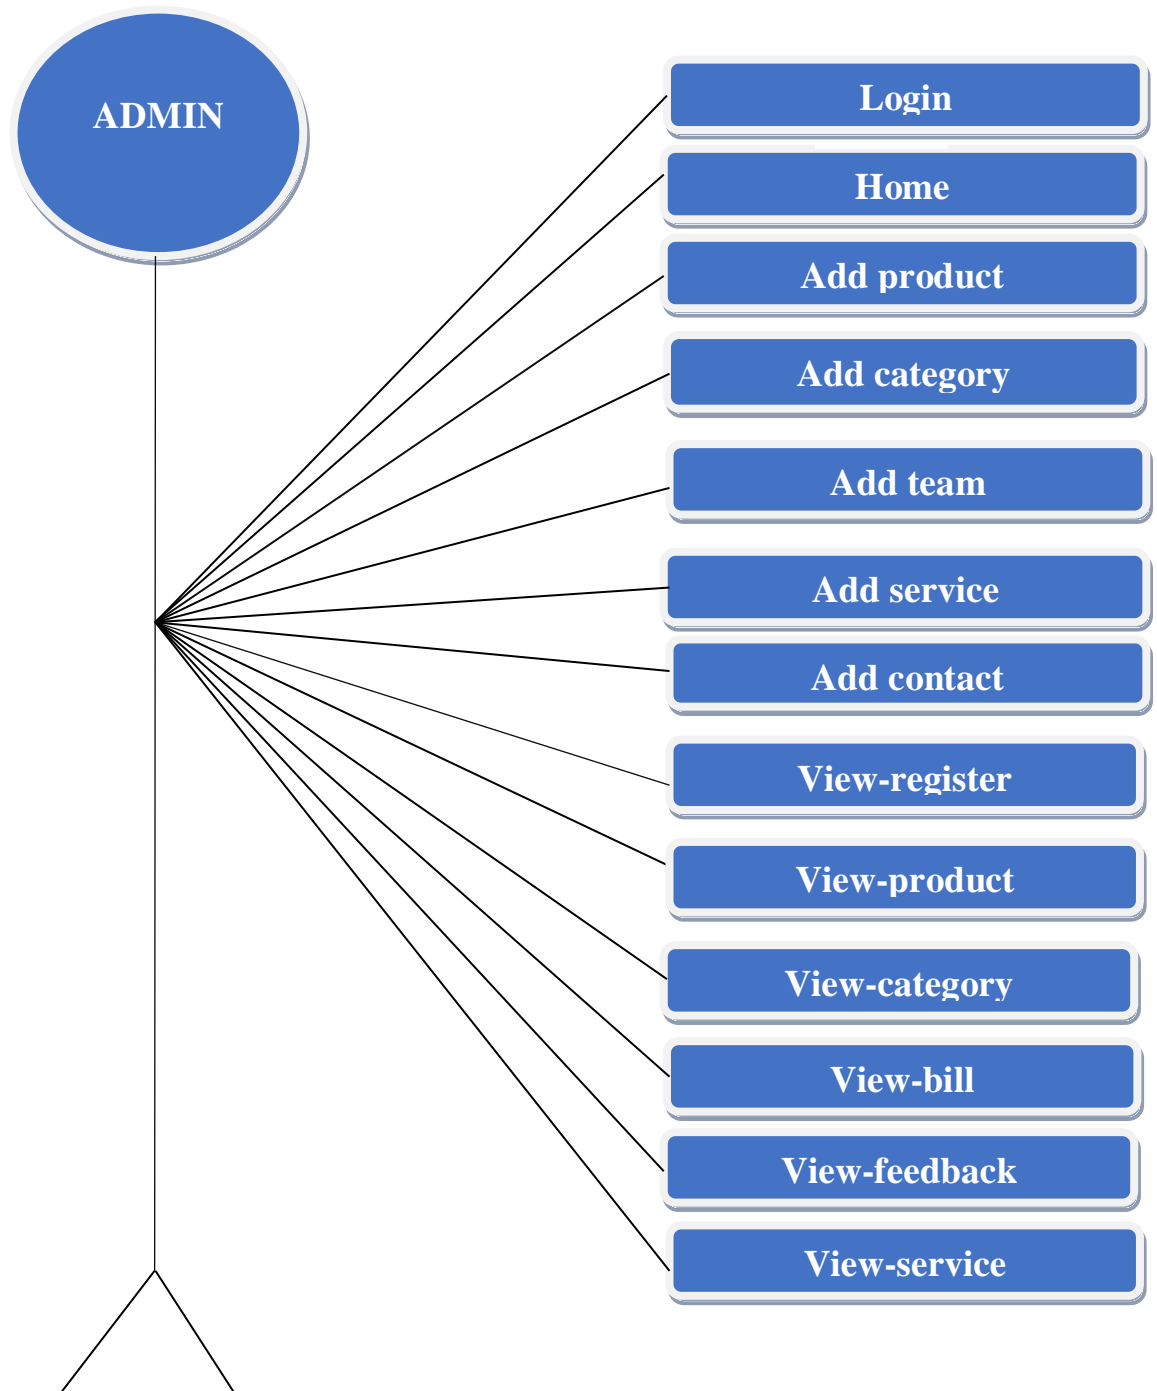 ADMIN
Login
Home
Add product
Add category
Add team
Add service
Add contact
View-register
View-product
View-category
View-bill
View-feedback
View-service